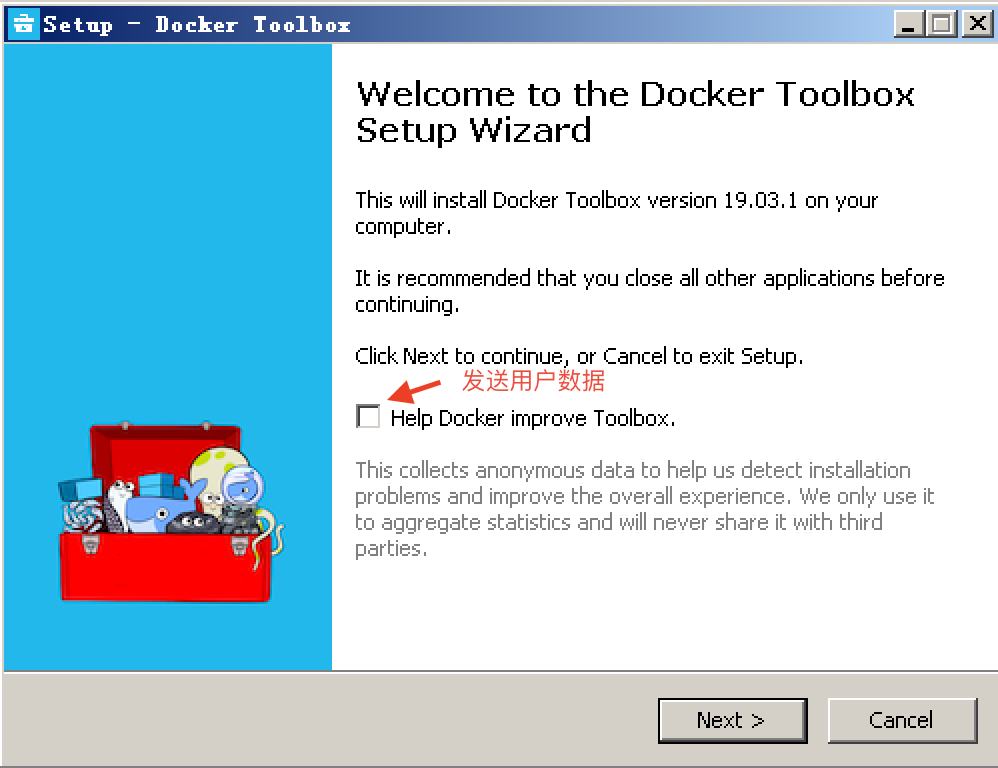 Setup - Docker Toolbox
Welcome to the Docker Toolbox
Setup Wizard
This will install Docker Toolbox version 19.03.1 on your
computer.
It is recommended that you close all other applications before
continuing.
Click Next to continue, or Cancel to exit Setup.
发送用户数据
Help Docker improve Toolbox.
This collects anonymous data to help us detect installation
problems and improve the overall experience. We only use it
to aggregate statistics and will never share it with third
parties.
Next >
Cancel